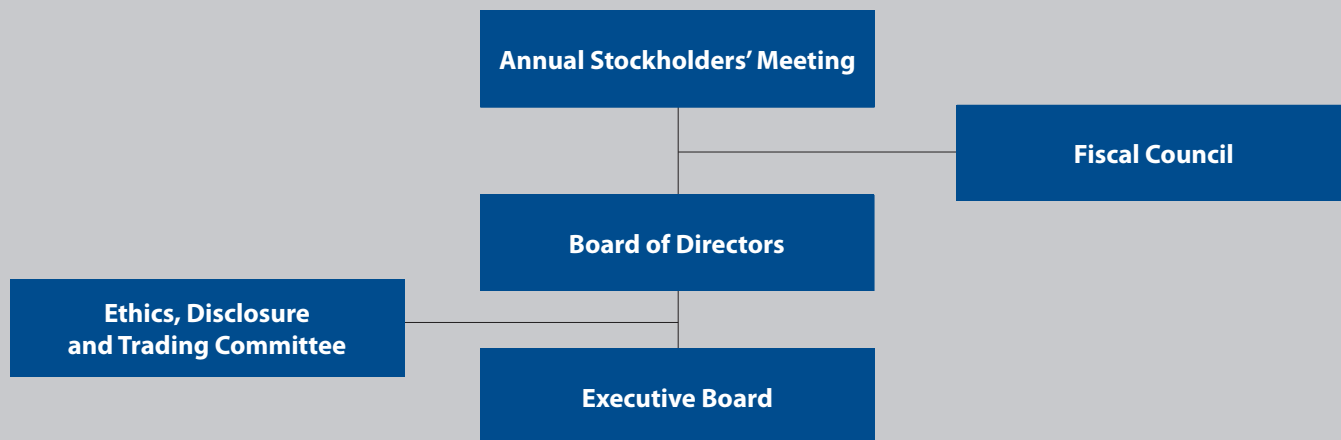 Annual Stockholders’ Meeting
Fiscal Council
Board of Directors
Ethics, Disclosure
and Trading Committee
Executive Board